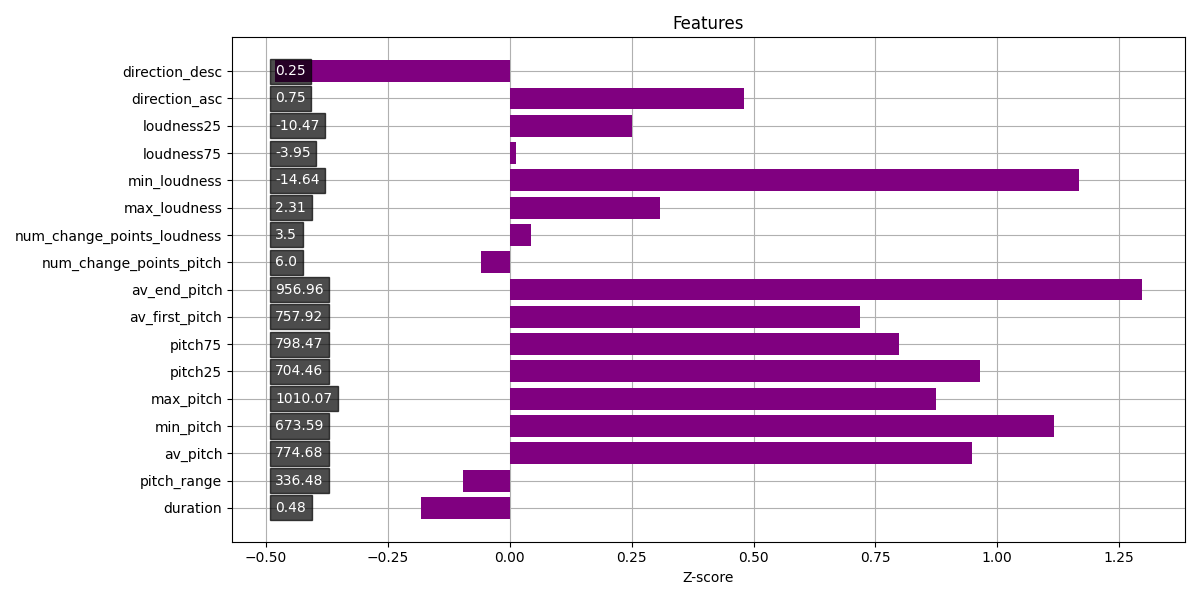 Features
direction_desc 0.25
direction_asc 0.75
loudness25 -10.47
loudness75 -3.95
min_loudness -14.64
max_loudness 2.31
num_change_points_loudness 3.5
num_change_points_pitch 6.0
av_end_pitch 956.96
av_first_pitch 757.92
pitch75 798.47
pitch25 704.46
max_pitch 1010.07
min_pitch 673.59
av_pitch 774.68
pitch_range 336.48
duration 0.48
−0.50 −0.25 0.00 0.25 0.50 0.75 1.00 1.25
Z-score